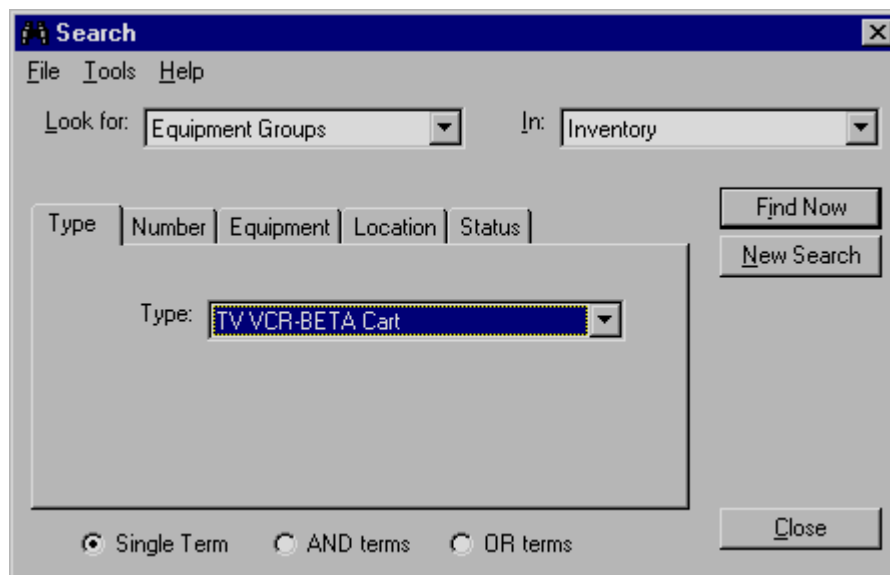 Search
File Tools Help
Look for: Equipment Groups In: Inventory
Type Number Equipment Location Status
Find Now
New Search
Type: TV VCR-BETA Cart
Close
Single Term AND terms OR terms